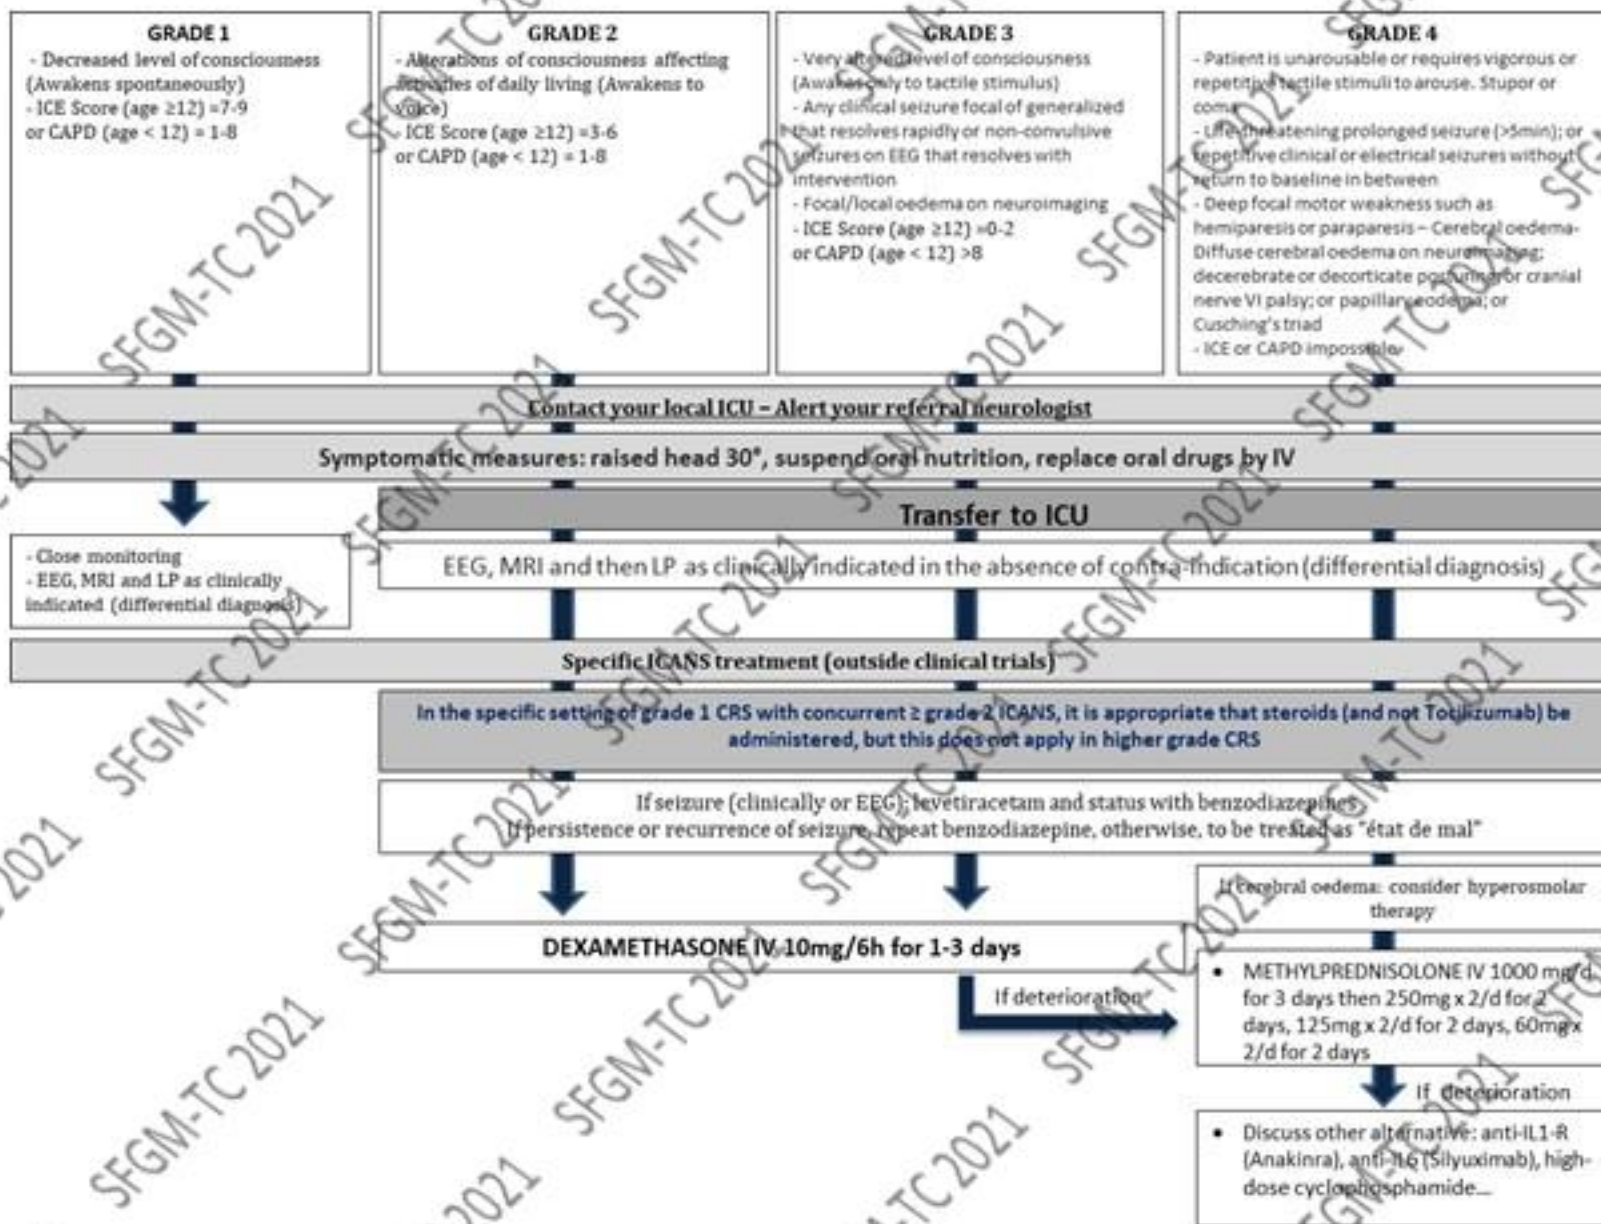 GRADE 1
- Decreased level of consciousness
(Awakens spontaneously)
- ICE Score (age ≥12) =7-9
or CAPD (age < 12) = 1-8
GRADE 2
- Alterations of consciousness affecting
activities of daily living (Awakens to
voice)
- ICE Score (age ≥12) =3-6
or CAPD (age < 12) = 1-8
GRADE 3
- Very altered level of consciousness
(Awakes only to tactile stimulus)
- Any clinical seizure focal of generalized
that resolves rapidly or non-convulsive
seizures on EEG that resolves with
intervention
- Focal/local oedema on neuroimaging
- ICE Score (age ≥12) =0-2
or CAPD (age < 12) >8
GRADE 4
- Patient is unarousable or requires vigorous or
repetitive tactile stimuli to arouse. Stupor or
coma
- Life-threatening prolonged seizure (>5min); or
repetitive clinical or electrical seizures without
return to baseline in between
- Deep focal motor weakness such as
hemiparesis or paraparesis – Cerebral oedema-
Diffuse cerebral oedema on neuroimaging;
decerebrate or decorticate posturing or cranial
nerve VI palsy; or papillary eodema; or
Cusching's triad
- ICE or CAPD impossible
Contact your local ICU – Alert your referral neurologist
Symptomatic measures: raised head 30°, suspend oral nutrition, replace oral drugs by IV
Transfer to ICU
- Close monitoring
- EEG, MRI and LP as clinically
indicated (differential diagnosis)
EEG, MRI and then LP as clinically indicated in the absence of contra-indication (differential diagnosis)
Specific ICANS treatment (outside clinical trials)
In the specific setting of grade 1 CRS with concurrent ≥ grade 2 ICANS, it is appropriate that steroids (and not Tocilizumab) be
administered, but this does not apply in higher grade CRS
If seizure (clinically or EEG): levetiracetam and status with benzodiazepines
If persistence or recurrence of seizure, repeat benzodiazepine, otherwise, to be treated as "état de mal"
If cerebral oedema: consider hyperosmolar
therapy
DEXAMETHASONE IV 10mg/6h for 1-3 days
If deterioration
• METHYLPREDNISOLONE IV 1000 mg/d
for 3 days then 250mg x 2/d for 2
days, 125mg x 2/d for 2 days, 60mg x
2/d for 2 days
If deterioration
• Discuss other alternative: anti-IL1-R
(Anakinra), anti-IL6 (Silyuximab), high-
dose cyclophosphamide...
SFGM-TC 2021